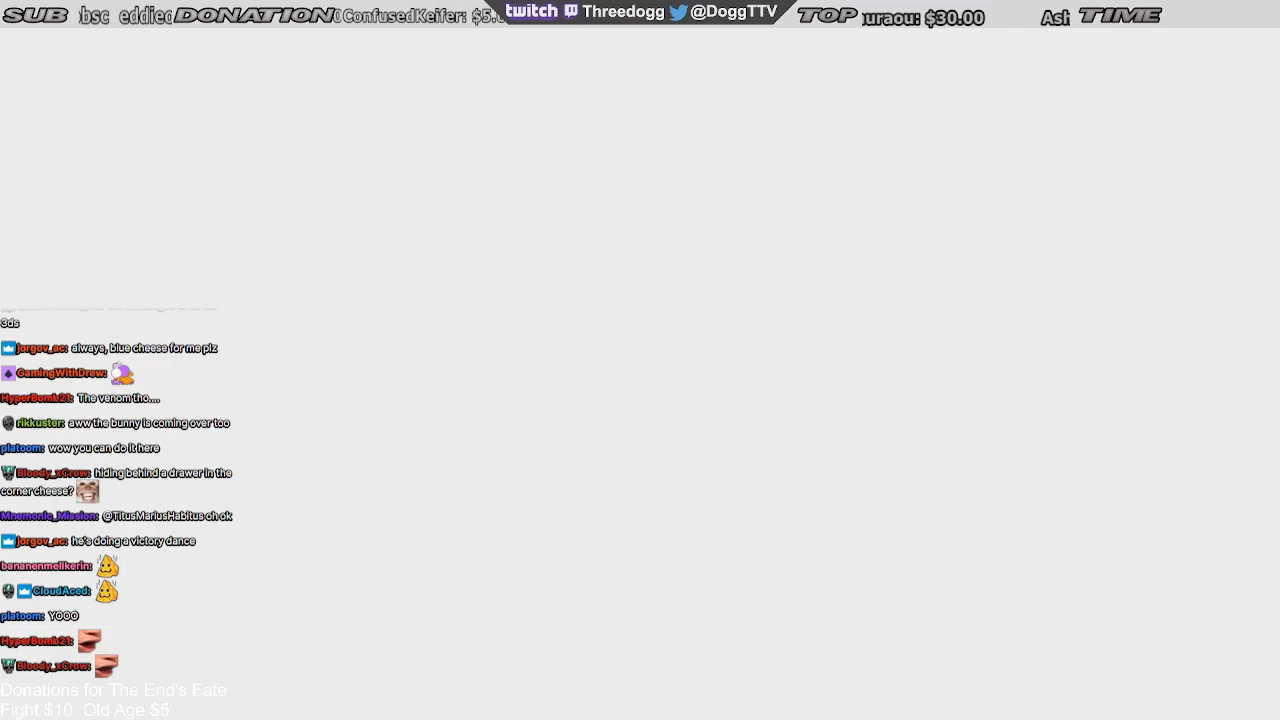 SUB
bsc eddiec
DONATION
ConfusedKeifer: $5.0
twitch Threedogg @DoggTTV
TOP
uraou: $30.00 Ash
TIME
3ds
jorgov_ac: always, blue cheese for me plz
GamingWithDrew:
HyperBomb21: The venom tho....
rikkuster: aww the bunny is coming over too
platoom: wow you can do it here
Bloody_xCrow: hiding behind a drawer in the
corner cheese?
Mnemonic_Mission: @TitusMariusHabitus oh ok
jorgov_ac: he's doing a victory dance
bananenmelkerin:
CloudAced:
platoom: YOOO
HyperBomb21:
Bloody_xCrow:
Donations for The End's Fate
Fight $10 Old Age $5